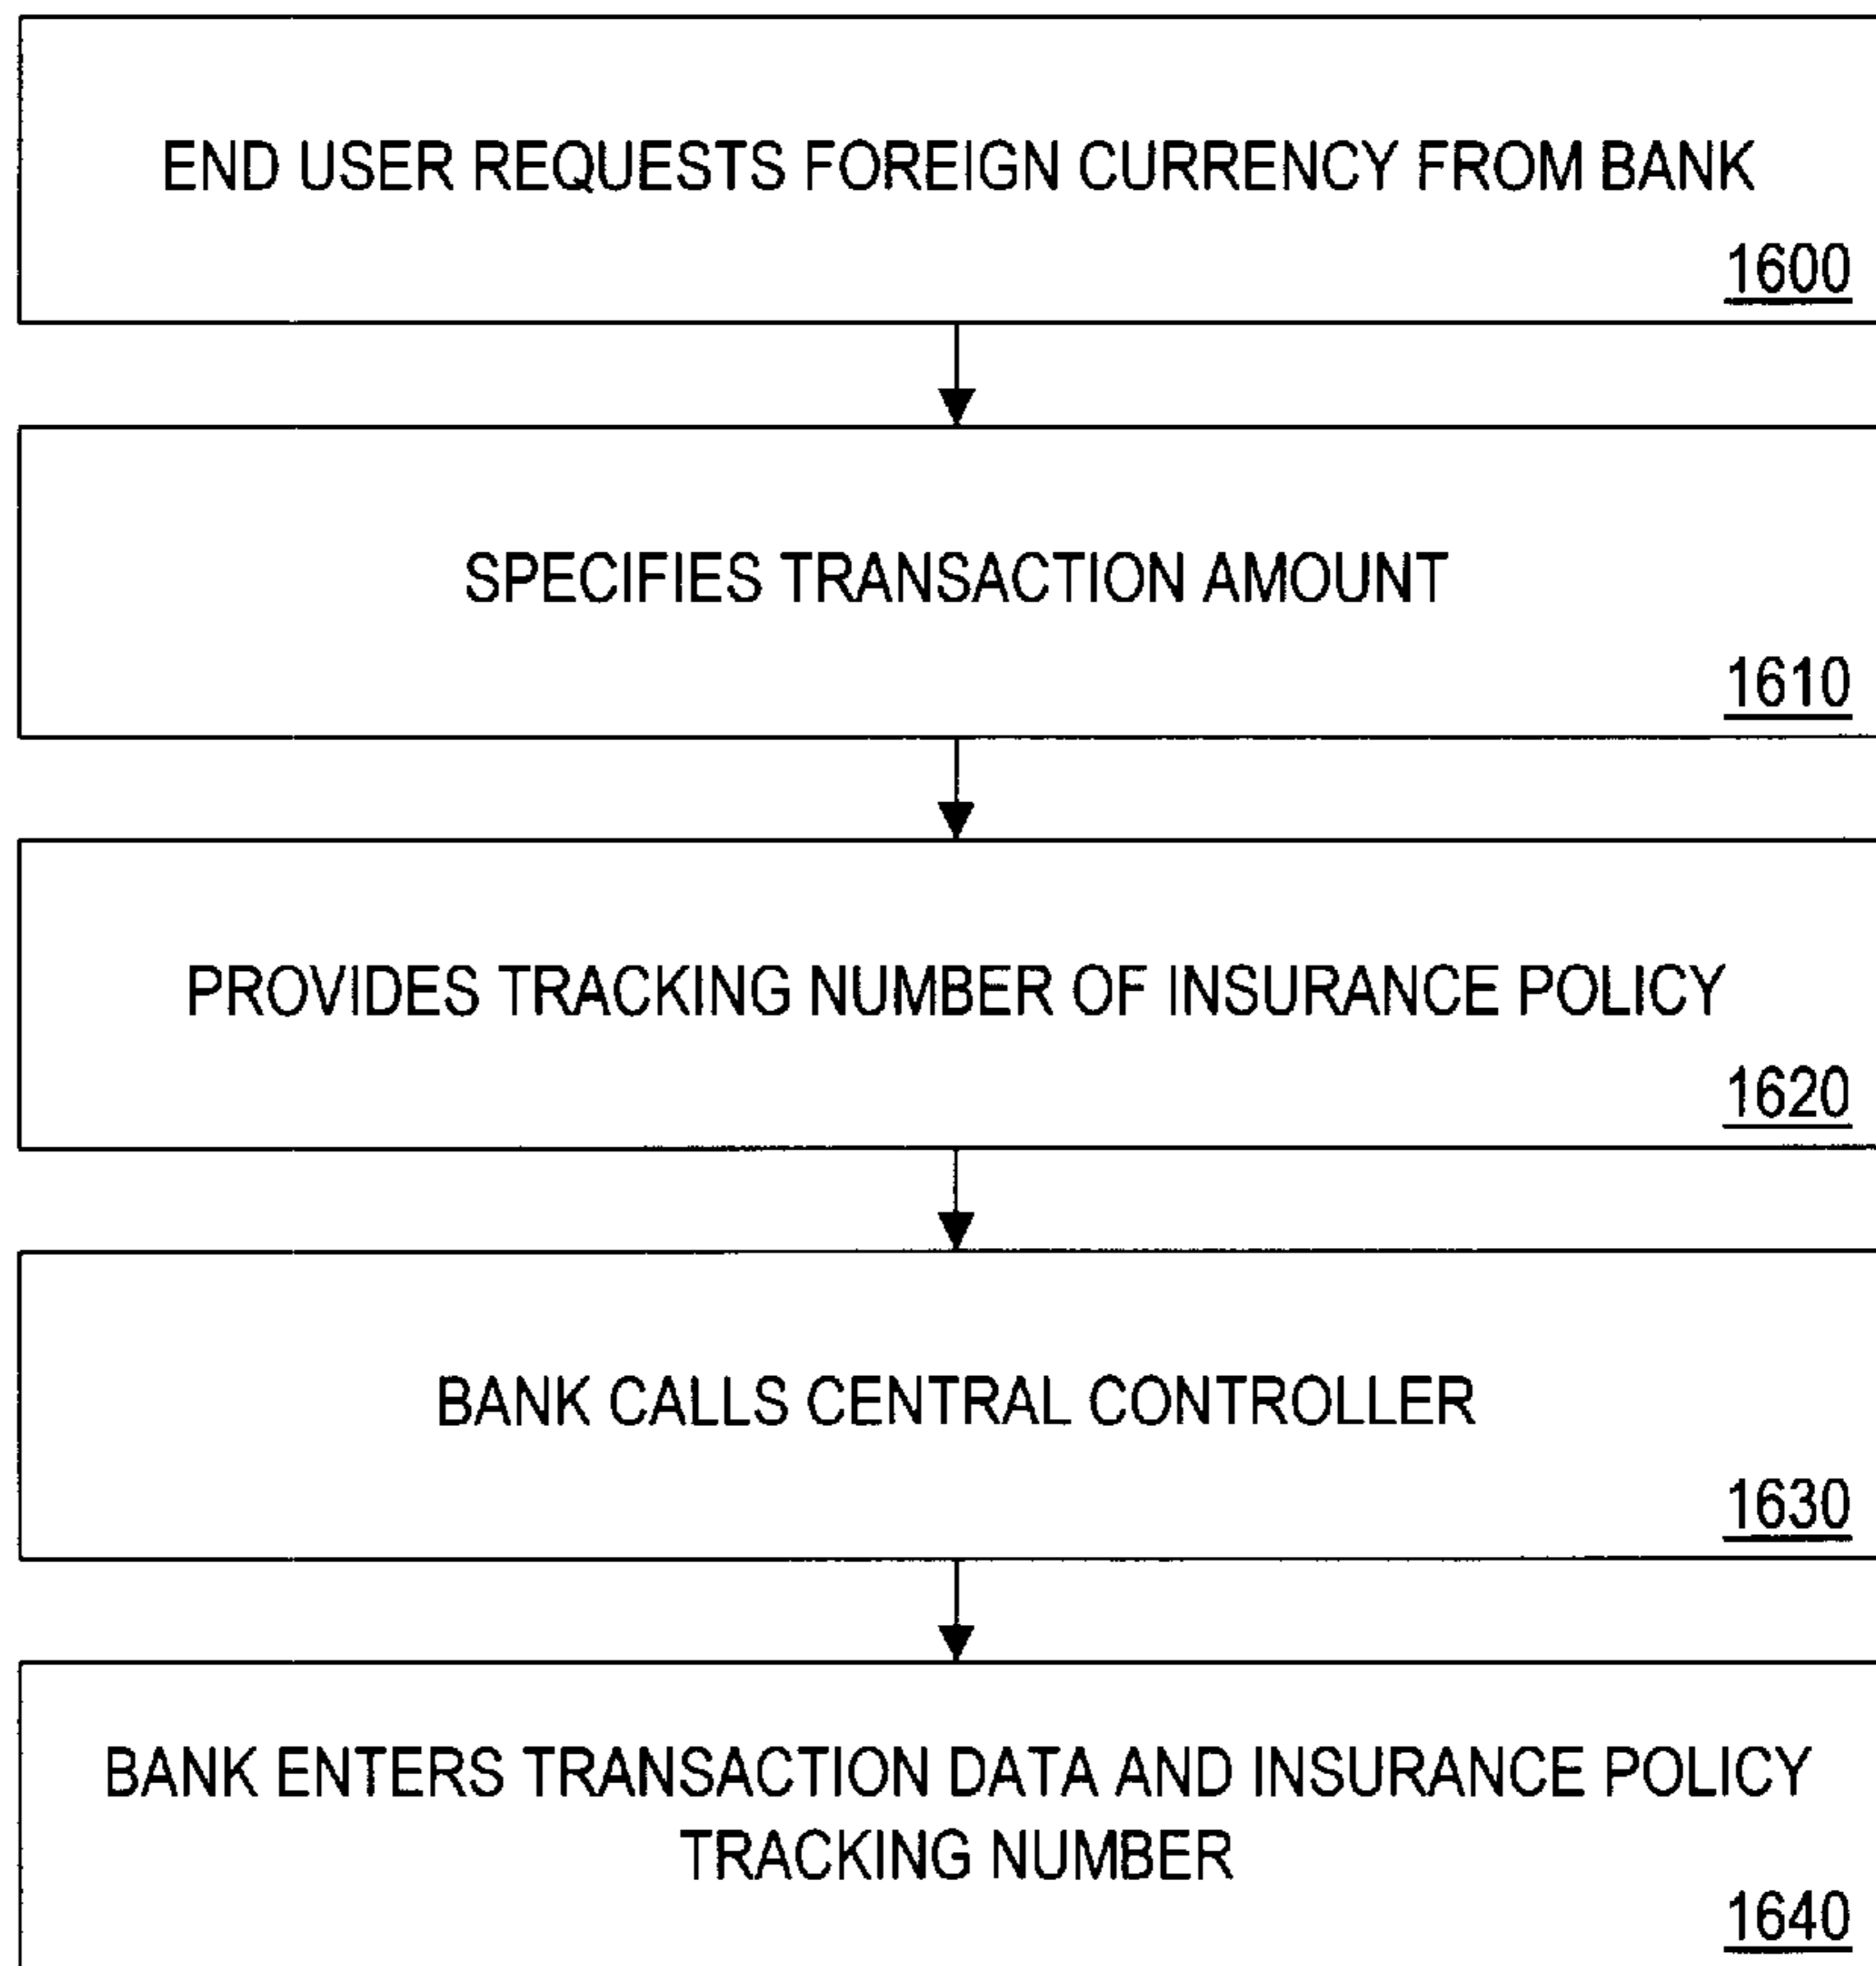 END USER REQUESTS FOREIGN CURRENCY FROM BANK
1600
SPECIFIES TRANSACTION AMOUNT
1610
PROVIDES TRACKING NUMBER OF INSURANCE POLICY
1620
BANK CALLS CENTRAL CONTROLLER
1630
BANK ENTERS TRANSACTION DATA AND INSURANCE POLICY
TRACKING NUMBER
1640